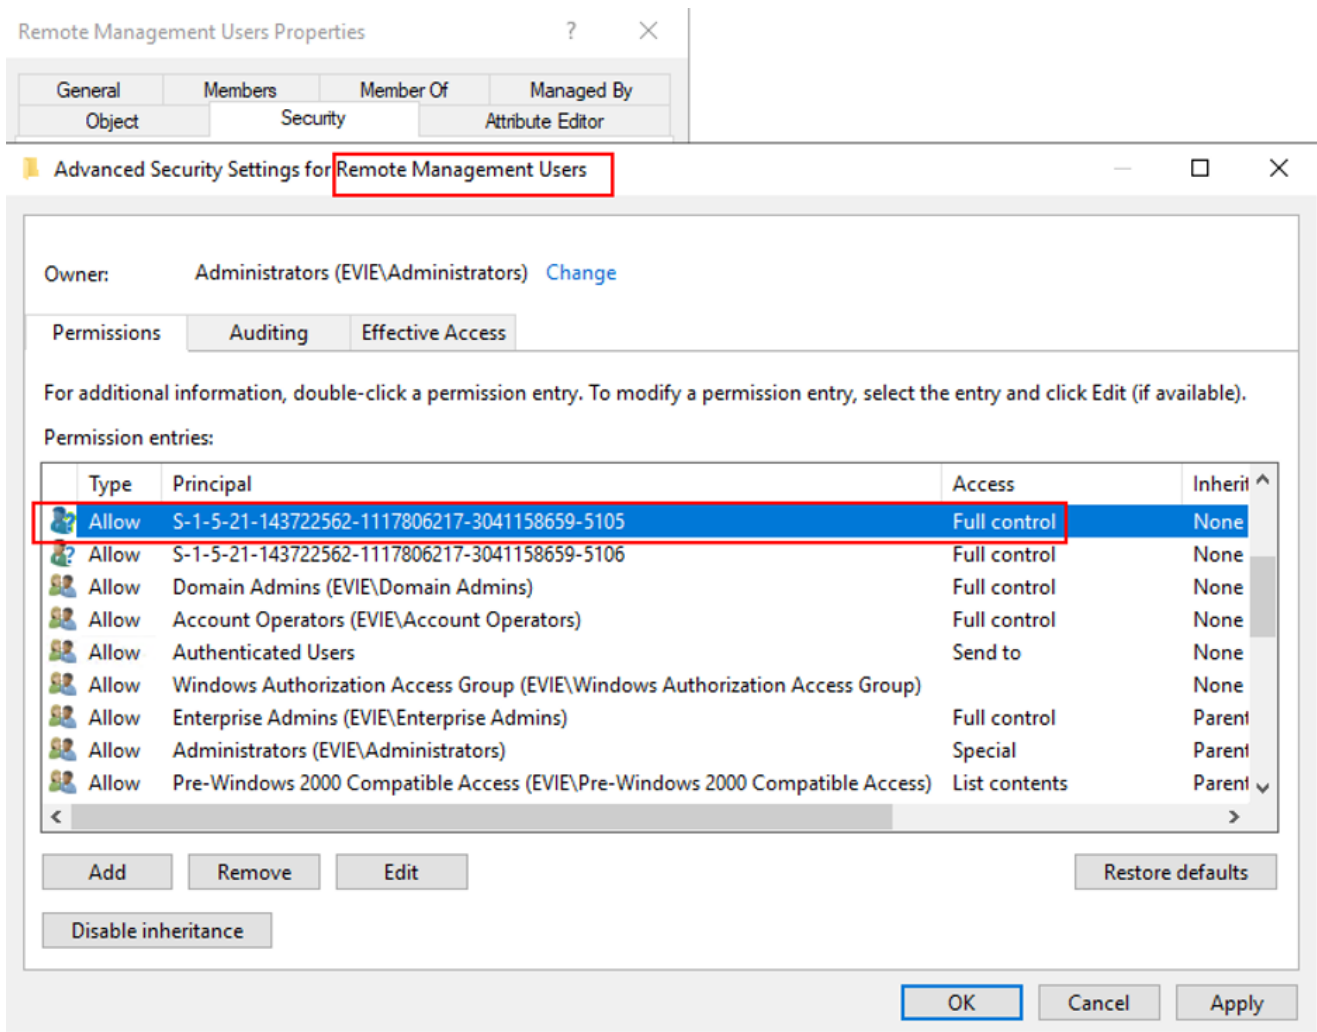 Remote Management Users Properties ? ×
General Members Member Of Managed By
Object Security Attribute Editor
Advanced Security Settings for Remote Management Users
Owner: Administrators (EVIE\Administrators) Change
Permissions Auditing Effective Access
For additional information, double-click a permission entry. To modify a permission entry, select the entry and click Edit (if available).
Permission entries:
Type Principal Access Inherit
Allow S-1-5-21-143722562-1117806217-3041158659-5105 Full control None
Allow S-1-5-21-143722562-1117806217-3041158659-5106 Full control None
Allow Domain Admins (EVIE\Domain Admins) Full control None
Allow Account Operators (EVIE\Account Operators) Full control None
Allow Authenticated Users Send to None
Allow Windows Authorization Access Group (EVIE\Windows Authorization Access Group) None
Allow Enterprise Admins (EVIE\Enterprise Admins) Full control Parent
Allow Administrators (EVIE\Administrators) Special Parent
Allow Pre-Windows 2000 Compatible Access (EVIE\Pre-Windows 2000 Compatible Access) List contents Parent
Add Remove Edit Restore defaults
Disable inheritance
OK Cancel Apply